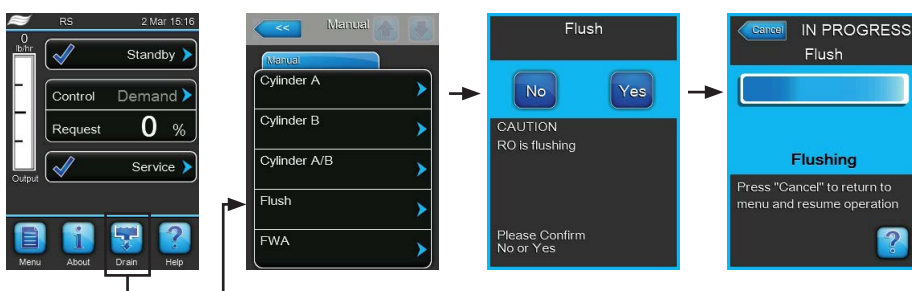 RS 2 Mar 15:16
0
lb/hr
Standby
Control Demand
Request 0 %
Service
Output
Menu About Drain Help
<< Manual
Manual
Cylinder A
Cylinder B
Cylinder A/B
Flush
FWA
Flush
No Yes
CAUTION
RO is flushing
Please Confirm
No or Yes
Cancel IN PROGRESS
Flush
Flushing
Press "Cancel" to return to
menu and resume operation
?